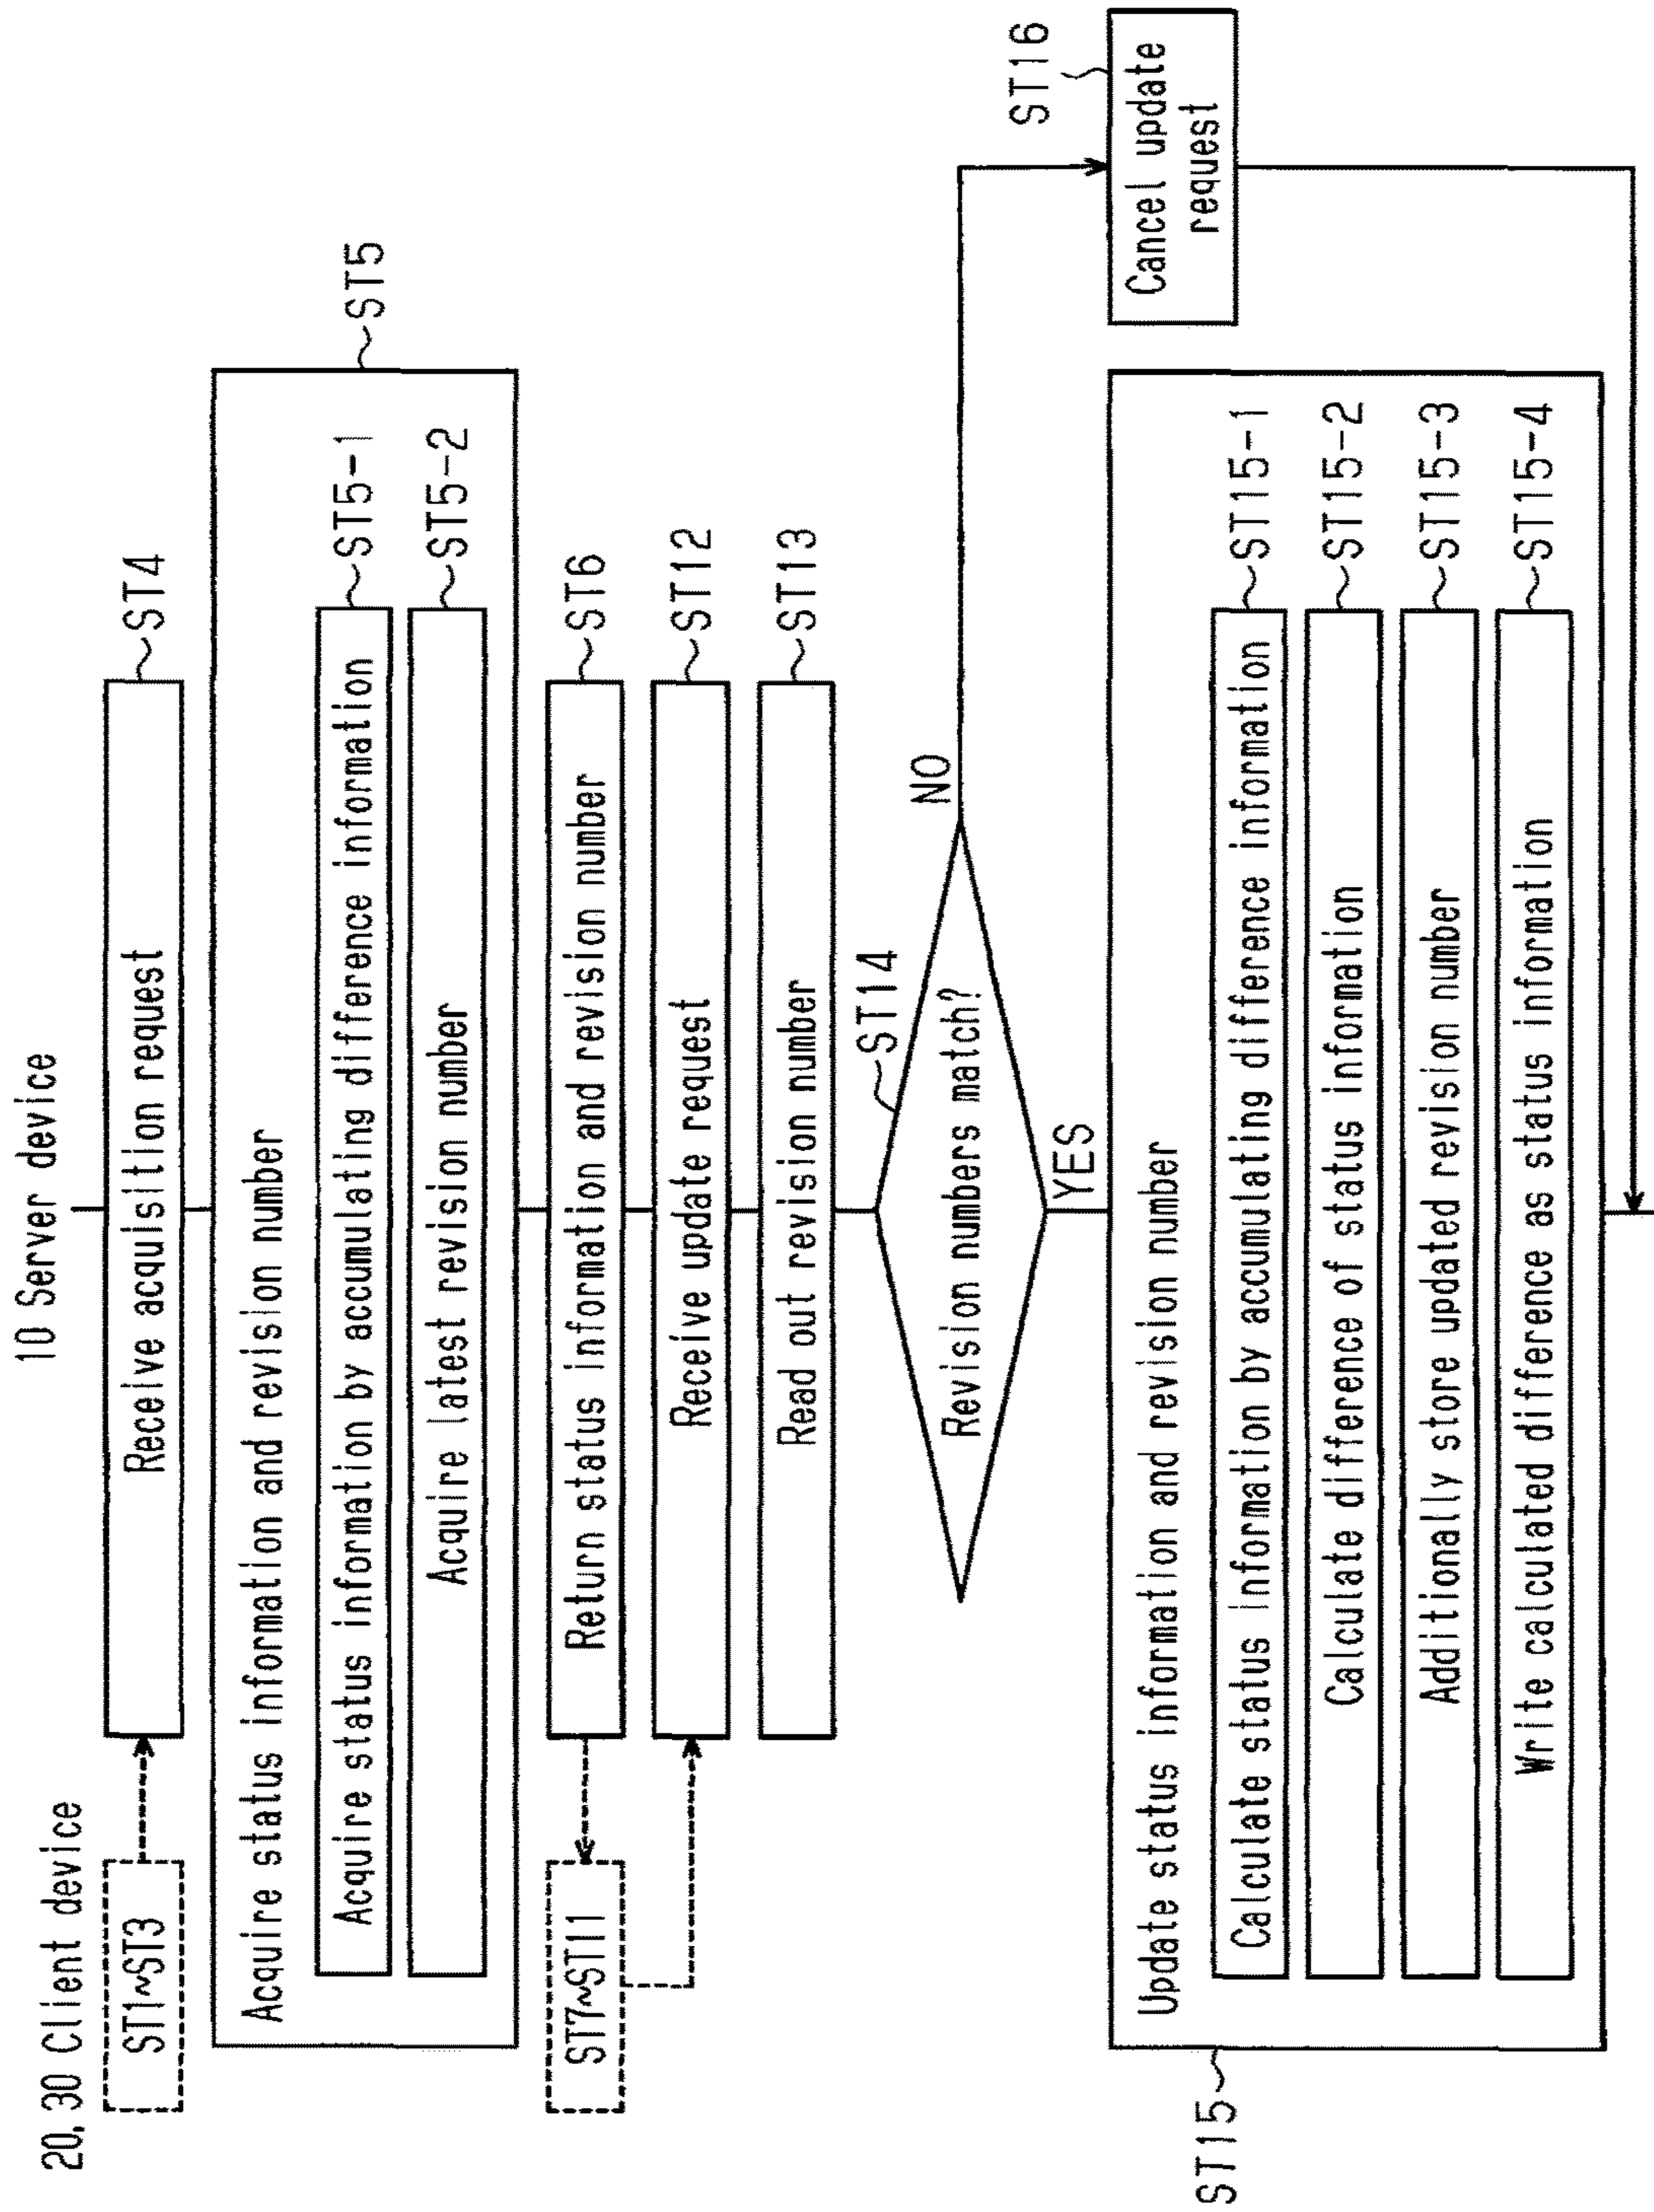 10 Server device
20, 30 Client device
ST1~ST3
Receive acquisition request
ST4
Acquire status information and revision number
ST5
Acquire status information by accumulating difference information
ST5-1
Acquire latest revision number
ST5-2
Return status information and revision number
ST6
ST7~ST11
Receive update request
ST12
Read out revision number
ST13
ST14
Revision numbers match?
NO
YES
ST16
Cancel update
request
ST15
Update status information and revision number
Calculate status information by accumulating difference information
ST15-1
Calculate difference of status information
ST15-2
Additionally store updated revision number
ST15-3
Write calculated difference as status information
ST15-4